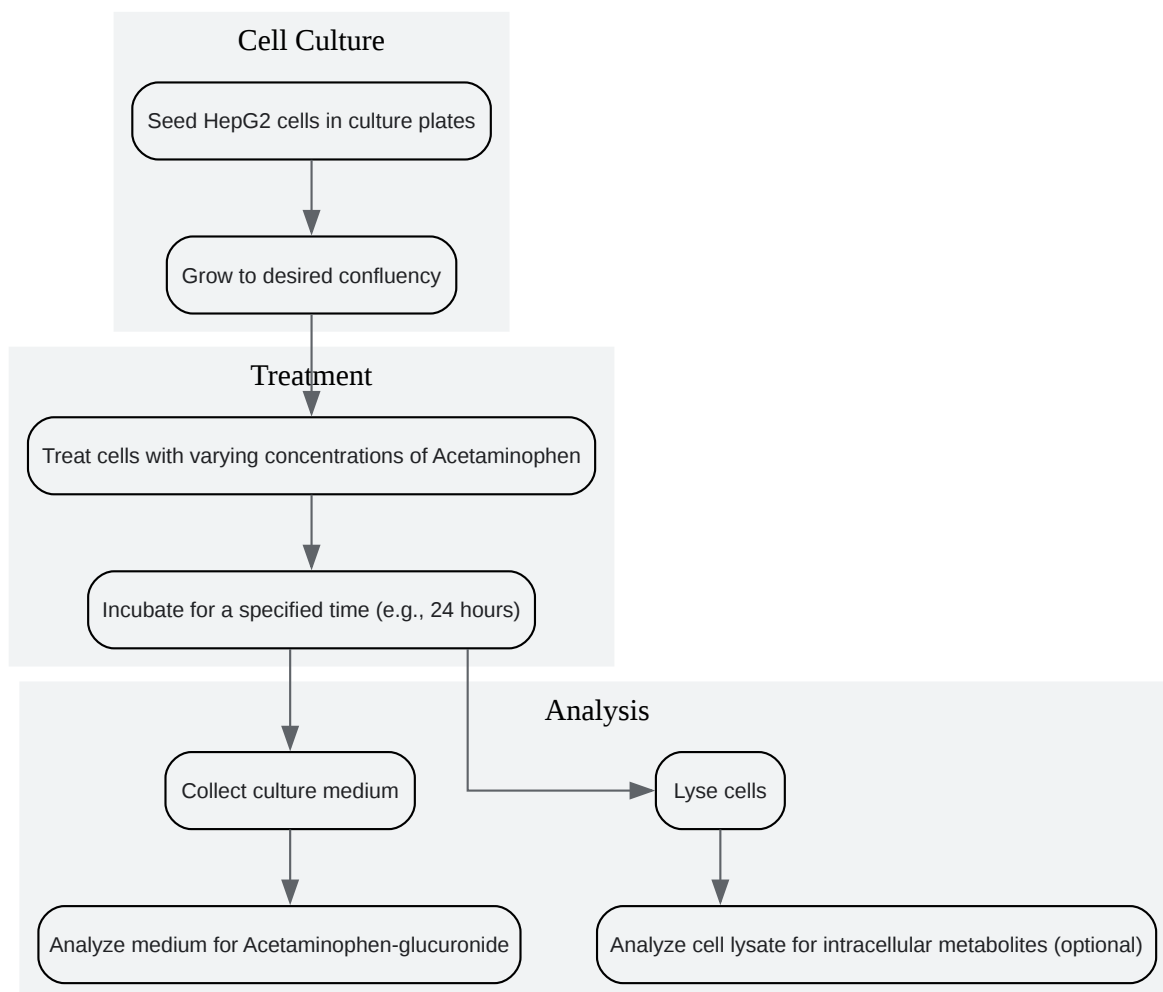 Cell Culture
Seed HepG2 cells in culture plates
Grow to desired confluency
Treatment
Treat cells with varying concentrations of Acetaminophen
Incubate for a specified time (e.g., 24 hours)
Analysis
Collect culture medium
Lyse cells
Analyze medium for Acetaminophen-glucuronide
Analyze cell lysate for intracellular metabolites (optional)